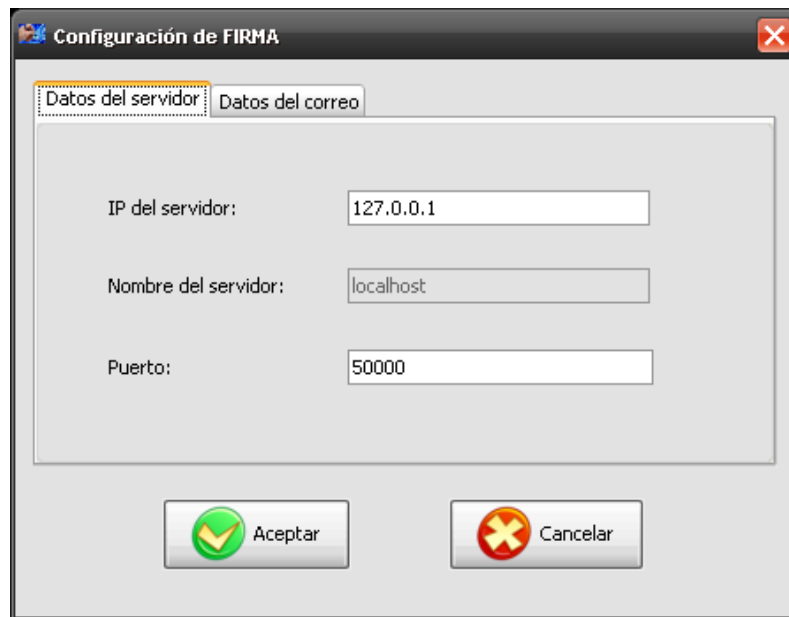 Configuración de FIRMA
Datos del servidor Datos del correo
IP del servidor: 127.0.0.1
Nombre del servidor: localhost
Puerto: 50000
Aceptar Cancelar